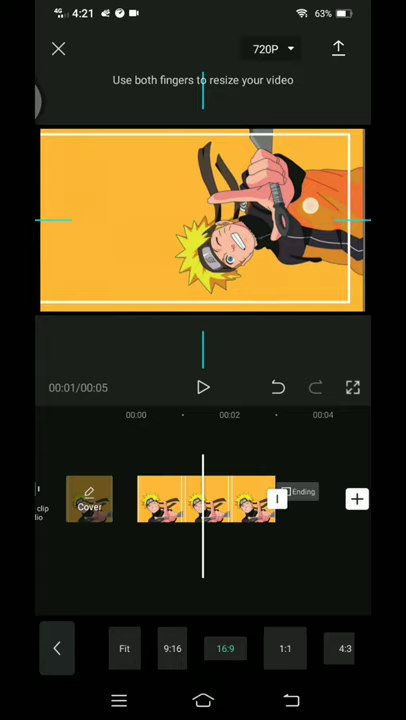 4G 4:21 63%
720P
Use both fingers to resize your video
00:01/00:05
00:00 00:02 00:04
clip
dio
Cover
Ending
Fit 9:16 16:9 1:1 4:3